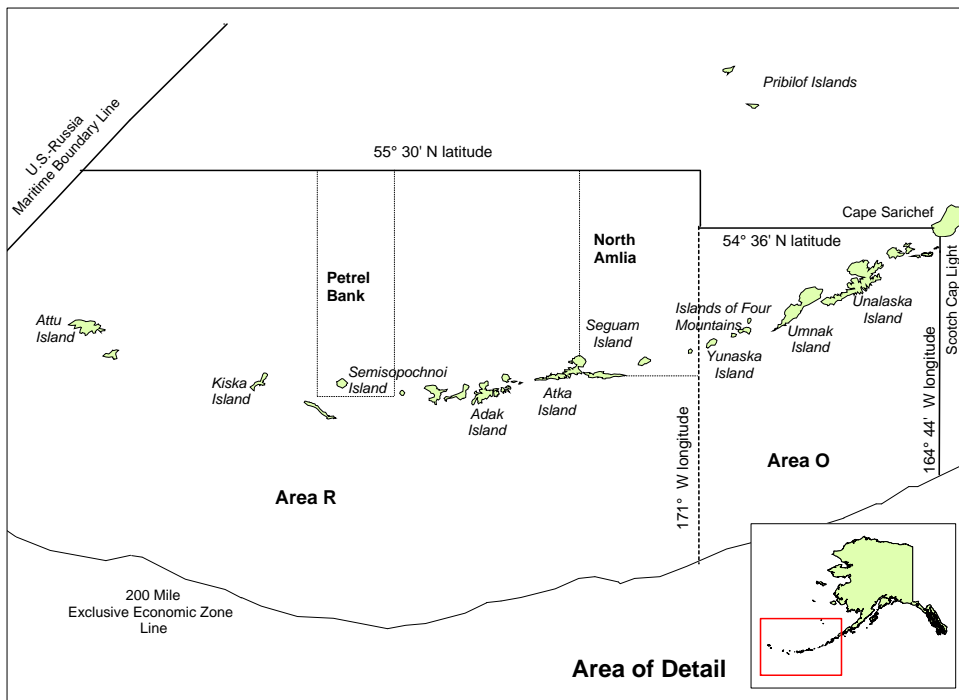 Pribilof Islands
U.S.-Russia
Maritime Boundary Line
55° 30' N latitude
Cape Sarichef
54° 36' N latitude
North
Amlia
Petrel
Bank
Scotch Cap Light
Unalaska
Island
Islands of Four
Mountains
Attu
Island
Seguam
Island
Umnak
Island
Yunaska
Island
Kiska
Island
Semisopochnoi
Island
Atka
Island
Adak
Island
164° 44' W longitude
Area O
171° W longitude
Area R
200 Mile
Exclusive Economic Zone
Line
Area of Detail